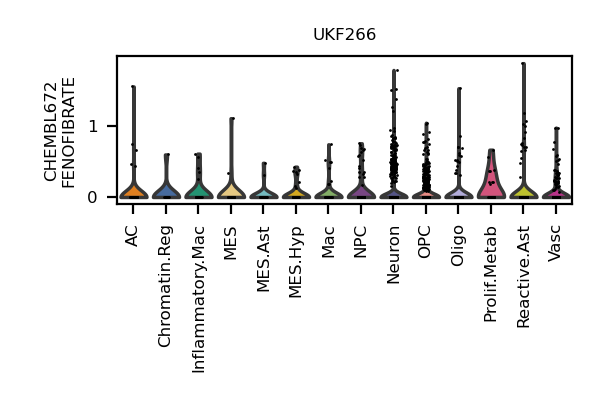 UKF266
CHEMBL672
FENOFIBRATE
1
0
AC
Chromatin.Reg
Inflammatory.Mac
MES
MES.Ast
MES.Hyp
Mac
NPC
Neuron
OPC
Oligo
Prolif.Metab
Reactive.Ast
Vasc